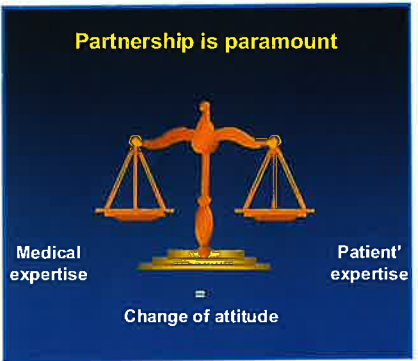 Partnership is paramount
Medical
expertise
Patient'
expertise
=
Change of attitude